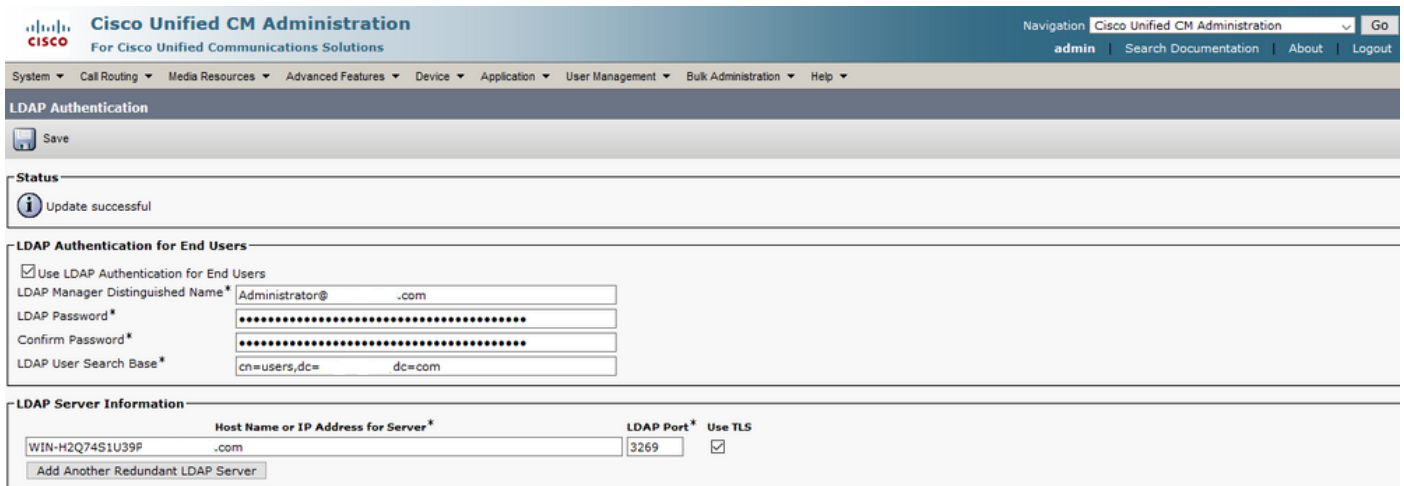 Cisco Unified CM Administration
Navigation Cisco Unified CM Administration Go
CISCO For Cisco Unified Communications Solutions
admin | Search Documentation | About | Logout
System Call Routing Media Resources Advanced Features Device Application User Management Bulk Administration Help
LDAP Authentication
Save
Status
Update successful
LDAP Authentication for End Users
Use LDAP Authentication for End Users
LDAP Manager Distinguished Name* Administrator@ .com
LDAP Password*
Confirm Password*
LDAP User Search Base* cn=users,dc= dc=com
LDAP Server Information
Host Name or IP Address for Server* LDAP Port* Use TLS
WIN-H2Q74S1U39P .com 3269
Add Another Redundant LDAP Server